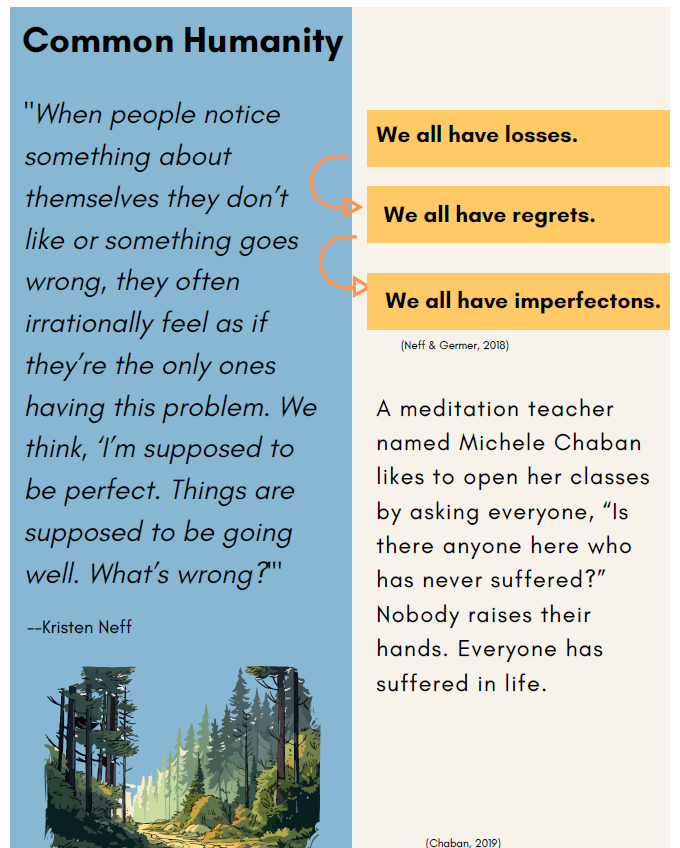 Common Humanity
"When people notice
something about
themselves they don’t
like or something goes
wrong, they often
irrationally feel as if
they’re the only ones
having this problem. We
think, ‘I’m supposed to
be perfect. Things are
supposed to be going
well. What’s wrong?'"
--Kristen Neff
We all have losses.
We all have regrets.
We all have imperfectons.
(Neff & Germer, 2018)
A meditation teacher
named Michele Chaban
likes to open her classes
by asking everyone, “Is
there anyone here who
has never suffered?”
Nobody raises their
hands. Everyone has
suffered in life.
(Chaban, 2019)